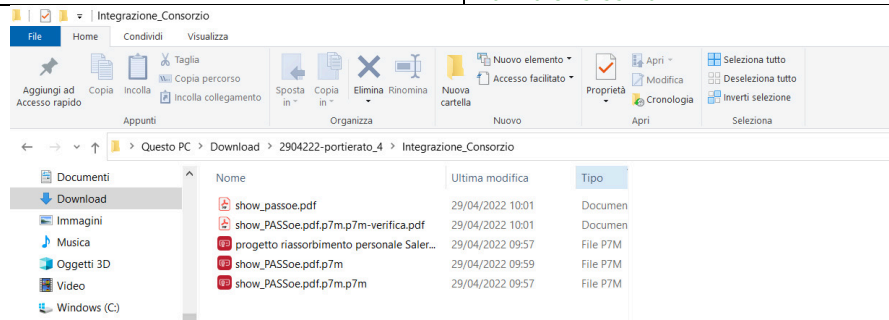 Integrazione_Consorzio
File Home Condividi Visualizza
Aggiungi ad Accesso rapido
Copia
Incolla
Taglia
Copia percorso
Incolla collegamento
Appunti
Sposta in
Copia in
Elimina
Rinomina
Organizza
Nuova cartella
Nuovo elemento
Accesso facilitato
Nuovo
Proprietà
Apri
Modifica
Cronologia
Apri
Seleziona tutto
Deseleziona tutto
Inverti selezione
Seleziona
Questo PC > Download > 2904222-portierato_4 > Integrazione_Consorzio
Documenti
Download
Immagini
Musica
Oggetti 3D
Video
Windows (C:)
Nome Ultima modifica Tipo
show_passoe.pdf 29/04/2022 10:01 Documen
show_PASSoe.pdf.p7m.p7m-verifica.pdf 29/04/2022 10:01 Documen
progetto riassorbimento personale Saler... 29/04/2022 09:57 File P7M
show_PASSoe.pdf.p7m 29/04/2022 09:59 File P7M
show_PASSoe.pdf.p7m.p7m 29/04/2022 09:57 File P7M